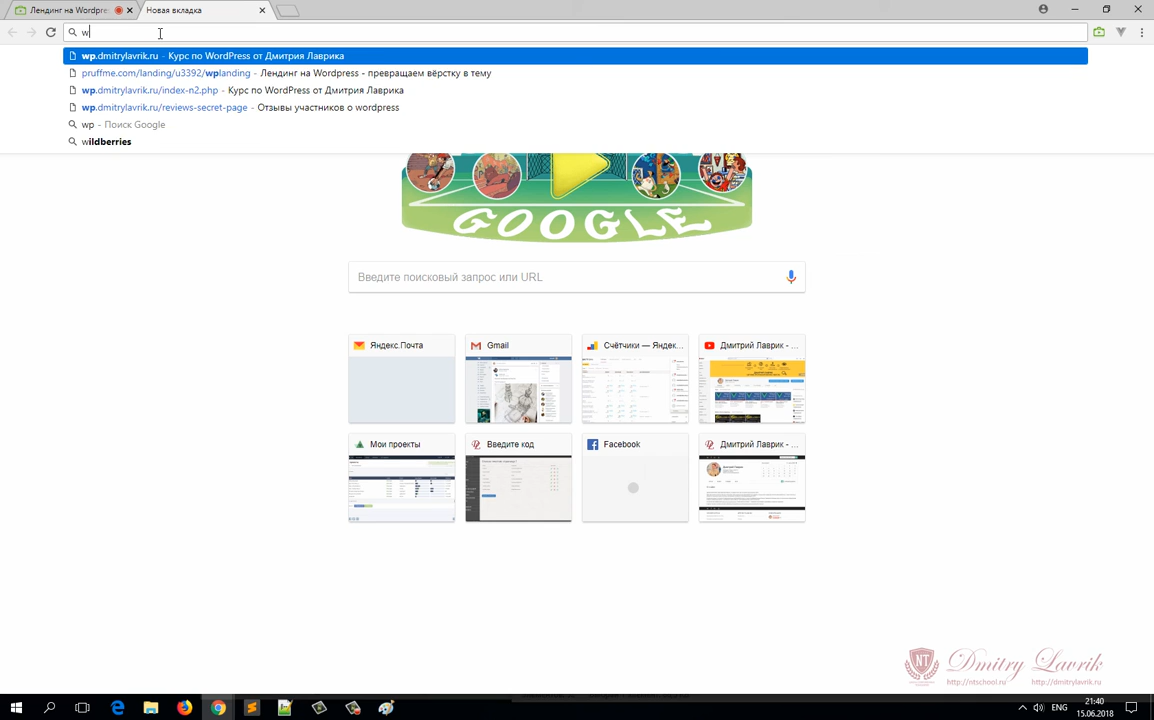 Лендинг на Wordpre
Новая вкладка
w
wp.dmitrylavrik.ru - Курс по WordPress от Дмитрия Лаврика
pruffme.com/landing/u3392/wplanding - Лендинг на Wordpress - превращаем вёрстку в тему
wp.dmitrylavrik.ru/index-n2.php - Курс по WordPress от Дмитрия Лаврика
wp.dmitrylavrik.ru/reviews-secret-page - Отзывы участников о wordpress
wp - Поиск Google
wildberries
GOOGLE
Введите поисковый запрос или URL
Яндекс.Почта
Gmail
Счётчики — Яндек...
Дмитрий Лаврик - ...
Мои проекты
Введите код
Facebook
Дмитрий Лаврик - ...
NT
Dmitry Lavrik
http://ntschool.ru
http://dmitrylavrik.ru
ENG
21:40
15.06.2018